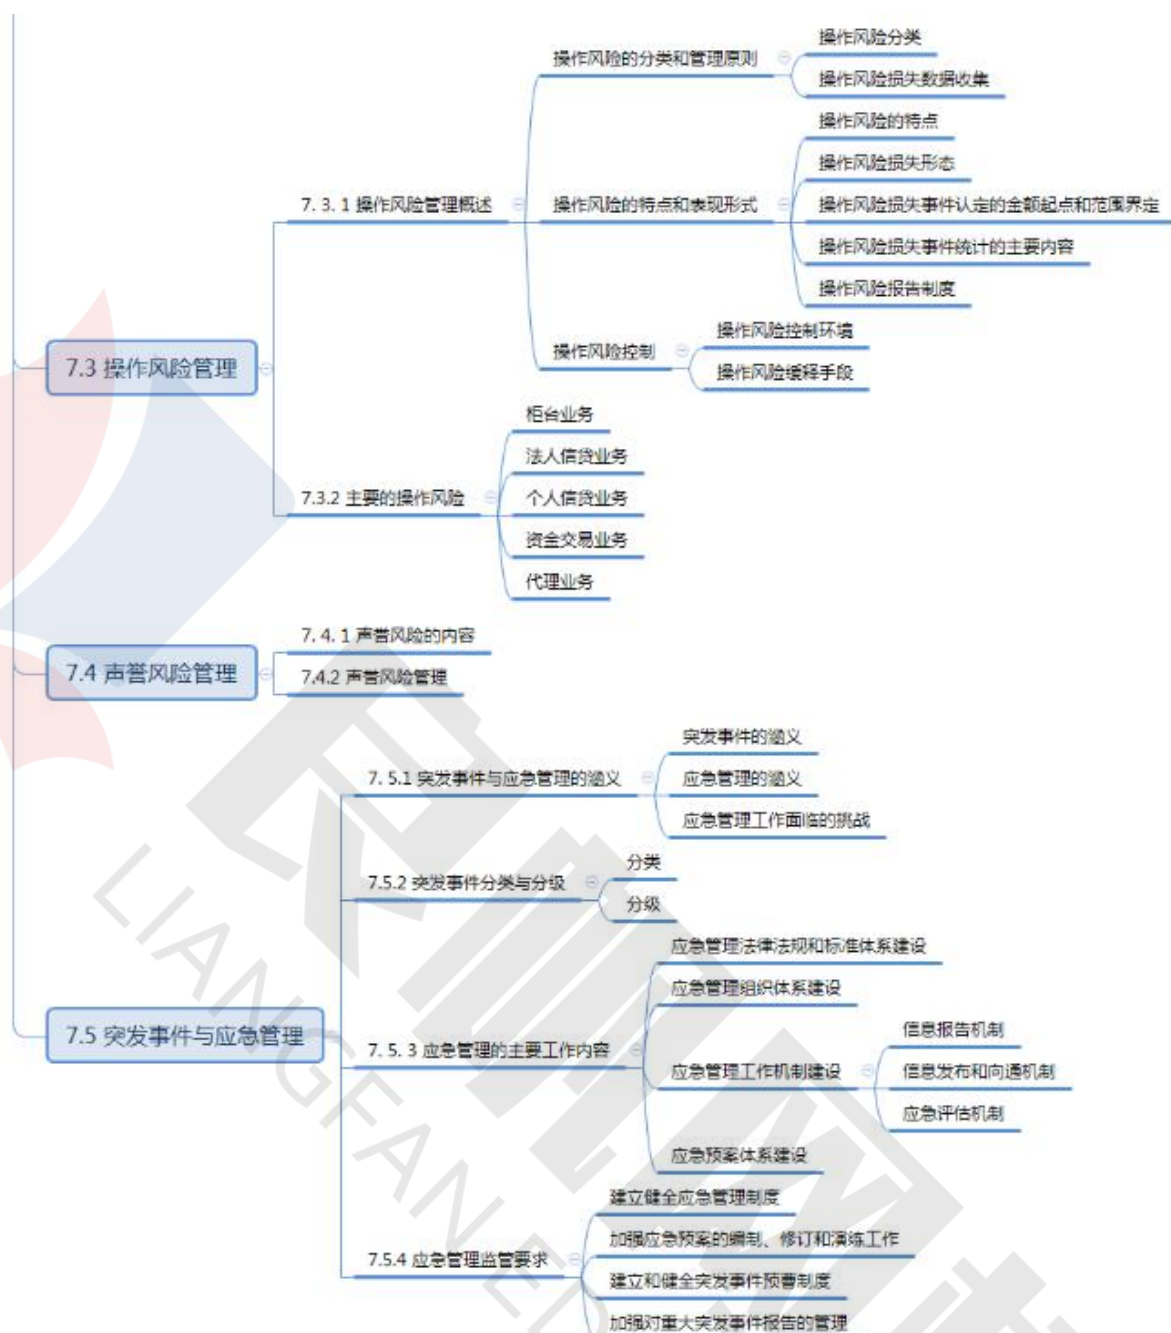 操作风险分类
操作风险的分类和管理原则
操作风险损失数据收集
操作风险的特点
操作风险损失形态
7. 3. 1 操作风险管理概述
操作风险的特点和表现形式
操作风险损失事件认定的金额起点和范围界定
操作风险损失事件统计的主要内容
操作风险报告制度
操作风险控制环境
操作风险控制
7.3 操作风险管理
操作风险缓释手段
柜台业务
法人信贷业务
7.3.2 主要的操作风险
个人信贷业务
资金交易业务
代理业务
7. 4. 1 声誉风险的内容
7.4 声誉风险管理
7.4.2 声誉风险管理
突发事件的涵义
7. 5.1 突发事件与应急管理的涵义
应急管理的涵义
应急管理工作面临的挑战
分类
7.5.2 突发事件分类与分级
分级
应急管理法律法规和标准体系建设
应急管理组织体系建设
信息报告机制
7.5 突发事件与应急管理
7. 5. 3 应急管理的主要工作内容
应急管理工作机制建设
信息发布和向通机制
应急评估机制
应急预案体系建设
建立健全应急管理制度
加强应急预案的编制、修订和演练工作
7.5.4 应急管理监管要求
建立和健全突发事件预曹制度
加强对重大突发事件报告的管理
良师网校
LIANGFAN ED